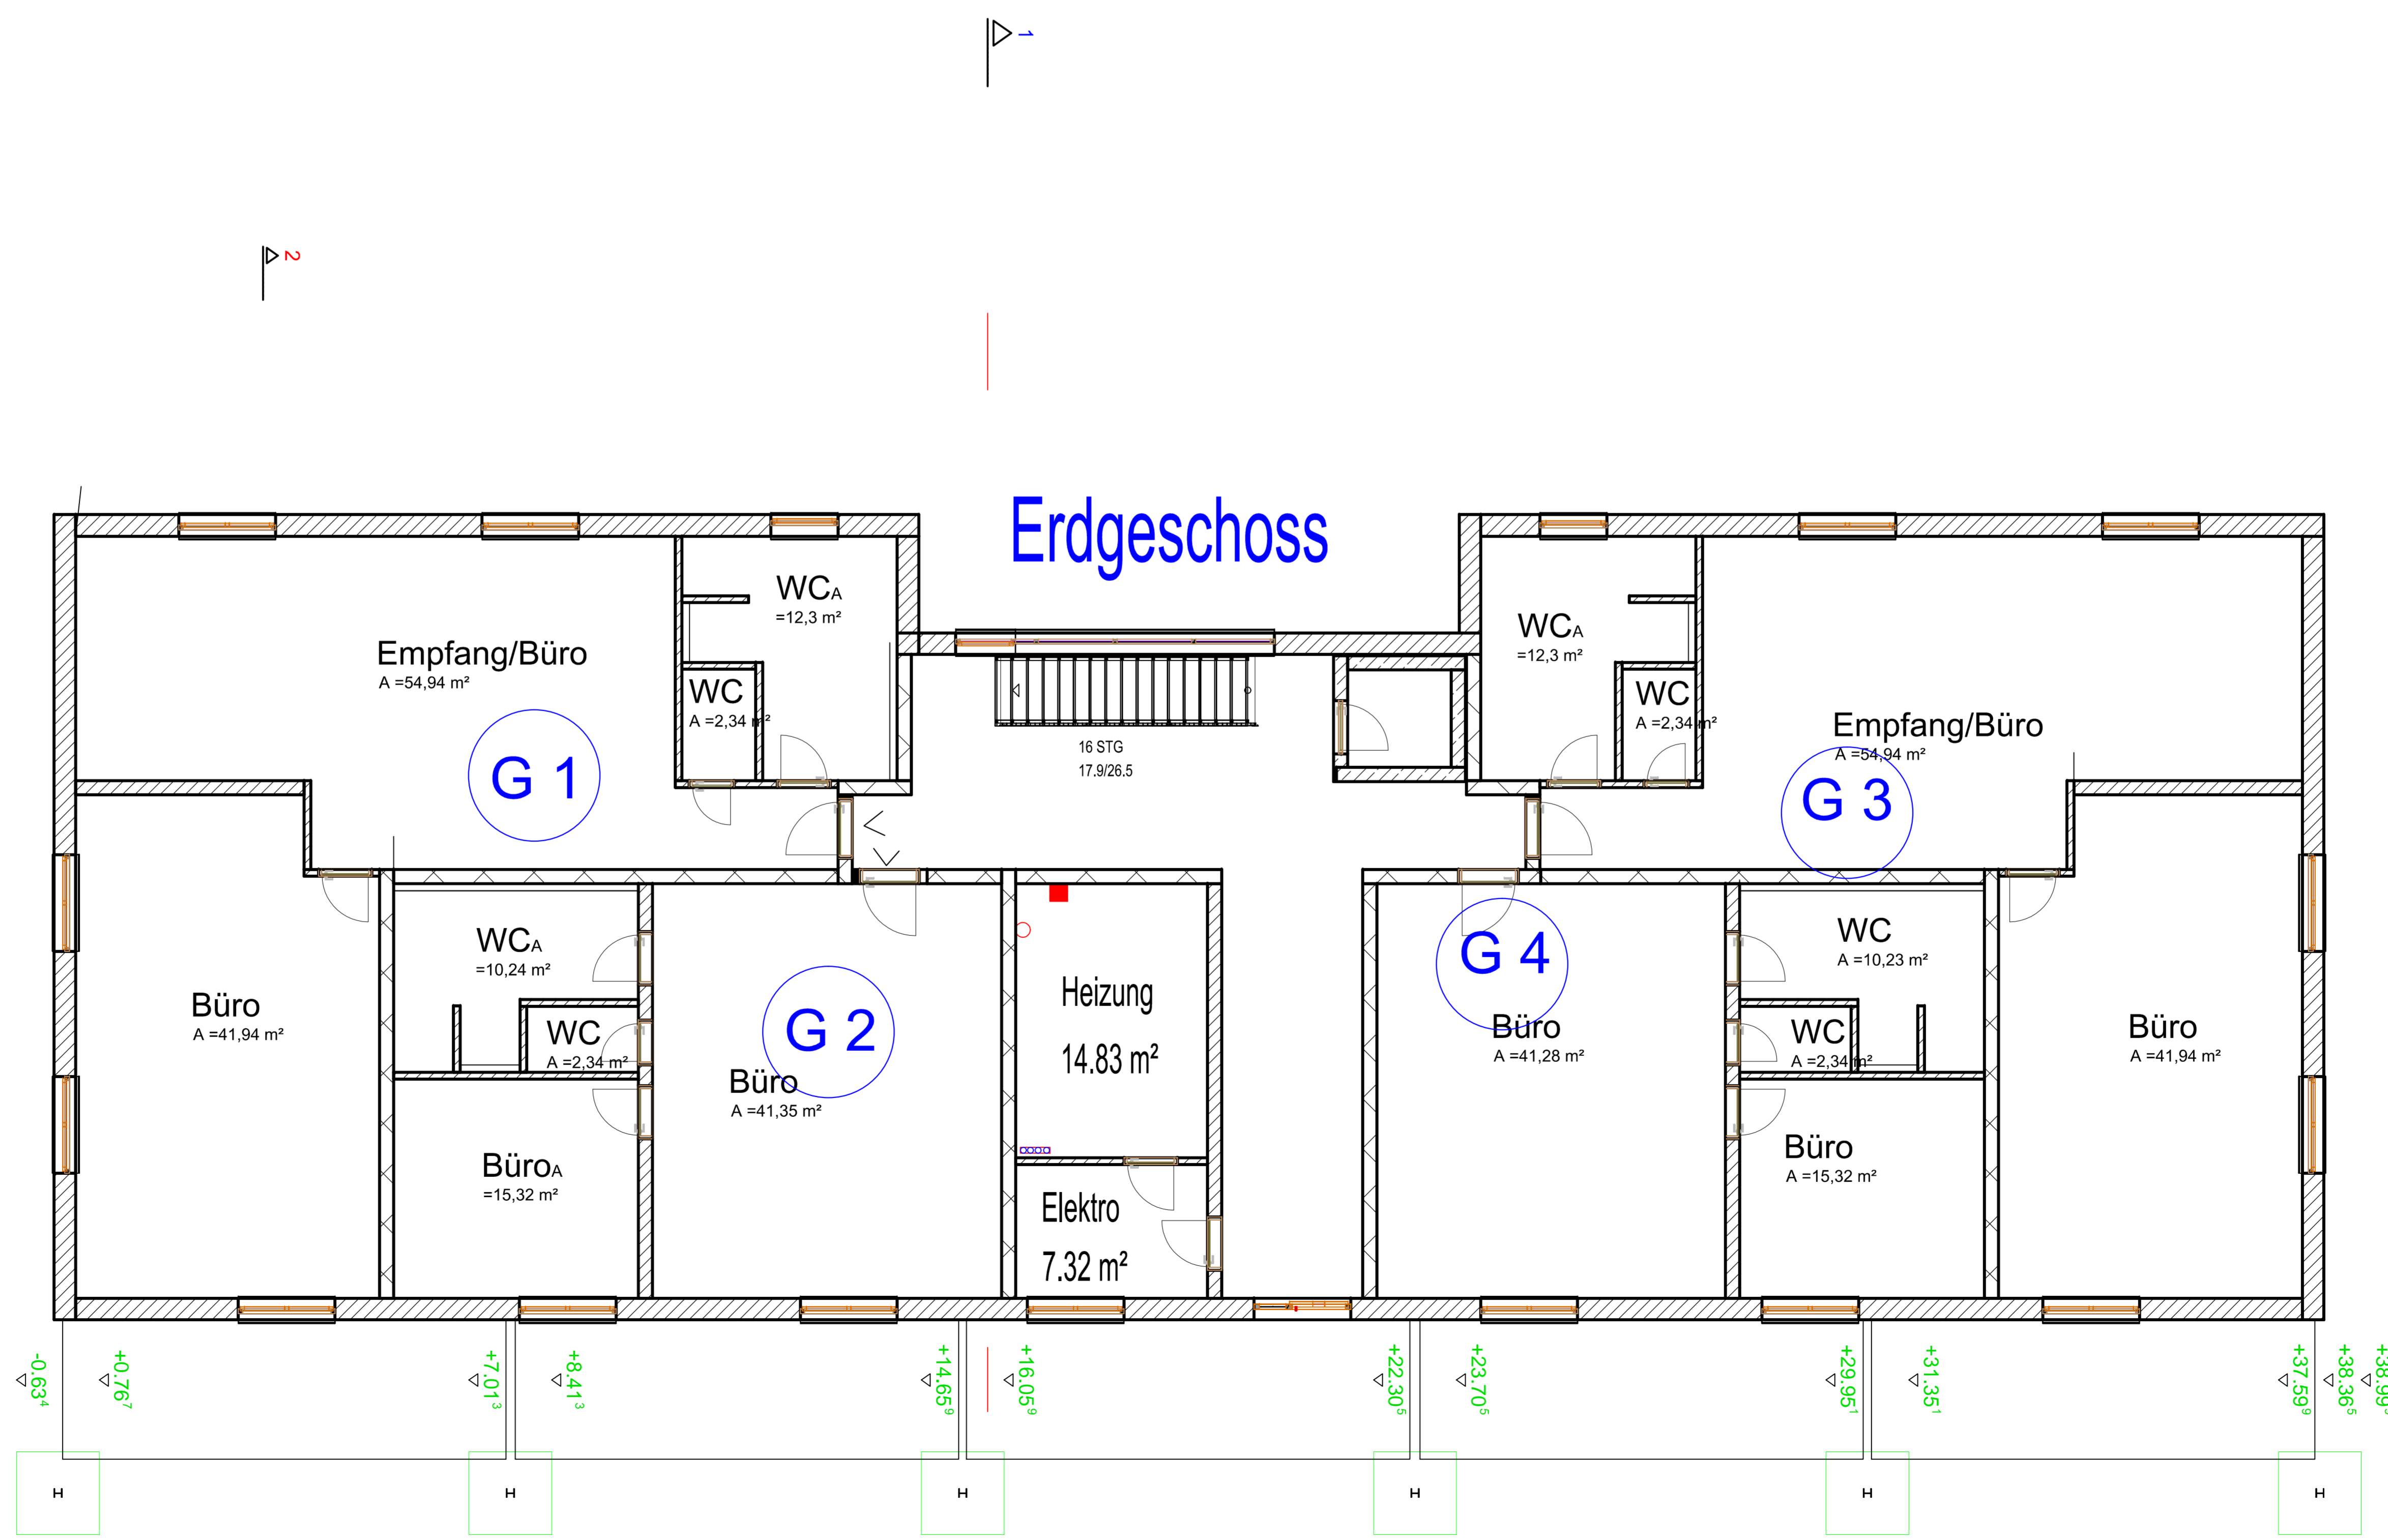 1
2
Erdgeschoss
WCA
=12,3 m²
Empfang/Büro
A =54,94 m²
WC
A =2,34 m²
G 1
16 STG
17.9/26.5
WCA
=12,3 m²
WC
A =2,34 m²
Empfang/Büro
A =54,94 m²
G 3
Büro
A =41,94 m²
WCA
=10,24 m²
WC
A =2,34 m²
BüroA
=15,32 m²
G 2
Büro
A =41,35 m²
Heizung
14.83 m²
Elektro
7.32 m²
G 4
Büro
A =41,28 m²
WC
A =10,23 m²
WC
A =2,34 m²
Büro
A =15,32 m²
Büro
A =41,94 m²
-0.63⁴
+0.76⁷
+7.01³
+8.41³
+14.65⁹
+16.05⁹
+22.30⁵
+23.70⁵
+29.95¹
+31.35¹
+37.59⁹
+38.36⁵
H
H
H
H
H
H